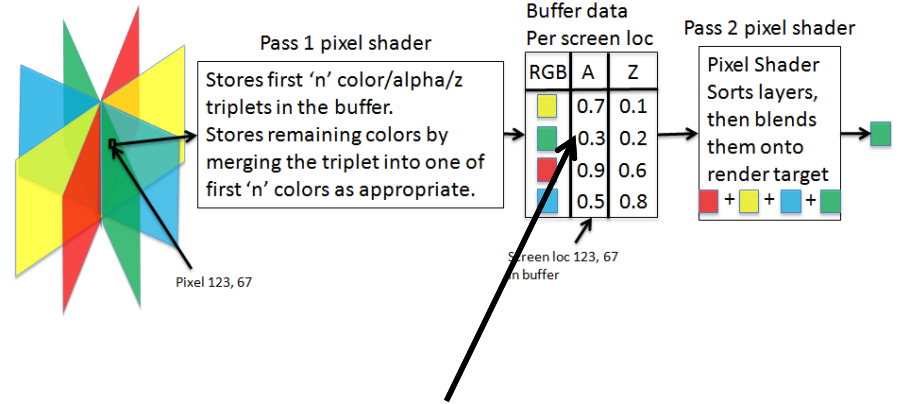 Pass 1 pixel shader
Stores first ‘n’ color/alpha/z
triplets in the buffer.
Stores remaining colors by
merging the triplet into one of
first ‘n’ colors as appropriate.
Pixel 123, 67
Buffer data
Per screen loc
RGB A Z
0.7 0.1
0.3 0.2
0.9 0.6
0.5 0.8
Screen loc 123, 67
in buffer
Pass 2 pixel shader
Pixel Shader
Sorts layers,
then blends
them onto
render target
+ + +